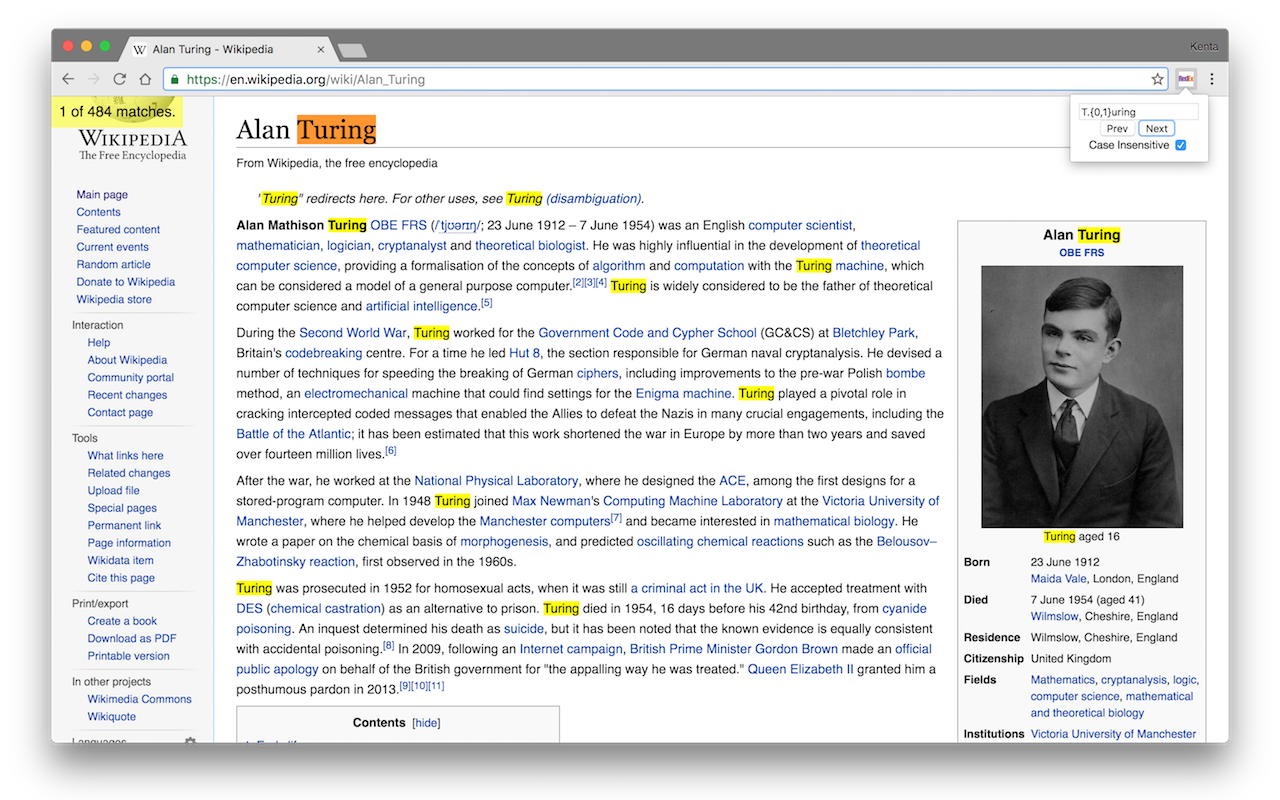 Alan Turing - Wikipedia
Kenta
https://en.wikipedia.org/wiki/Alan_Turing
RedEx
1 of 484 matches.
T.{0,1}uring
Prev Next
Case Insensitive
WIKIPEDIA
The Free Encyclopedia
Main page
Contents
Featured content
Current events
Random article
Donate to Wikipedia
Wikipedia store
Interaction
Help
About Wikipedia
Community portal
Recent changes
Contact page
Tools
What links here
Related changes
Upload file
Special pages
Permanent link
Page information
Wikidata item
Cite this page
Print/export
Create a book
Download as PDF
Printable version
In other projects
Wikimedia Commons
Wikiquote
Languages
Alan Turing
From Wikipedia, the free encyclopedia
"Turing" redirects here. For other uses, see Turing (disambiguation).
Alan Mathison Turing OBE FRS (/ˈtjʊərɪŋ/; 23 June 1912 – 7 June 1954) was an English computer scientist,
mathematician, logician, cryptanalyst and theoretical biologist. He was highly influential in the development of theoretical
computer science, providing a formalisation of the concepts of algorithm and computation with the Turing machine, which
can be considered a model of a general purpose computer.[2][3][4] Turing is widely considered to be the father of theoretical
computer science and artificial intelligence.[5]
During the Second World War, Turing worked for the Government Code and Cypher School (GC&CS) at Bletchley Park,
Britain's codebreaking centre. For a time he led Hut 8, the section responsible for German naval cryptanalysis. He devised a
number of techniques for speeding the breaking of German ciphers, including improvements to the pre-war Polish bombe
method, an electromechanical machine that could find settings for the Enigma machine. Turing played a pivotal role in
cracking intercepted coded messages that enabled the Allies to defeat the Nazis in many crucial engagements, including the
Battle of the Atlantic; it has been estimated that this work shortened the war in Europe by more than two years and saved
over fourteen million lives.[6]
After the war, he worked at the National Physical Laboratory, where he designed the ACE, among the first designs for a
stored-program computer. In 1948 Turing joined Max Newman's Computing Machine Laboratory at the Victoria University of
Manchester, where he helped develop the Manchester computers[7] and became interested in mathematical biology. He
wrote a paper on the chemical basis of morphogenesis, and predicted oscillating chemical reactions such as the Belousov–
Zhabotinsky reaction, first observed in the 1960s.
Turing was prosecuted in 1952 for homosexual acts, when it was still a criminal act in the UK. He accepted treatment with
DES (chemical castration) as an alternative to prison. Turing died in 1954, 16 days before his 42nd birthday, from cyanide
poisoning. An inquest determined his death as suicide, but it has been noted that the known evidence is equally consistent
with accidental poisoning.[8] In 2009, following an Internet campaign, British Prime Minister Gordon Brown made an official
public apology on behalf of the British government for "the appalling way he was treated." Queen Elizabeth II granted him a
posthumous pardon in 2013.[9][10][11]
Contents [hide]
Alan Turing
OBE FRS
Turing aged 16
Born 23 June 1912
Maida Vale, London, England
Died 7 June 1954 (aged 41)
Wilmslow, Cheshire, England
Residence Wilmslow, Cheshire, England
Citizenship United Kingdom
Fields Mathematics, cryptanalysis, logic,
computer science, mathematical
and theoretical biology
Institutions Victoria University of Manchester